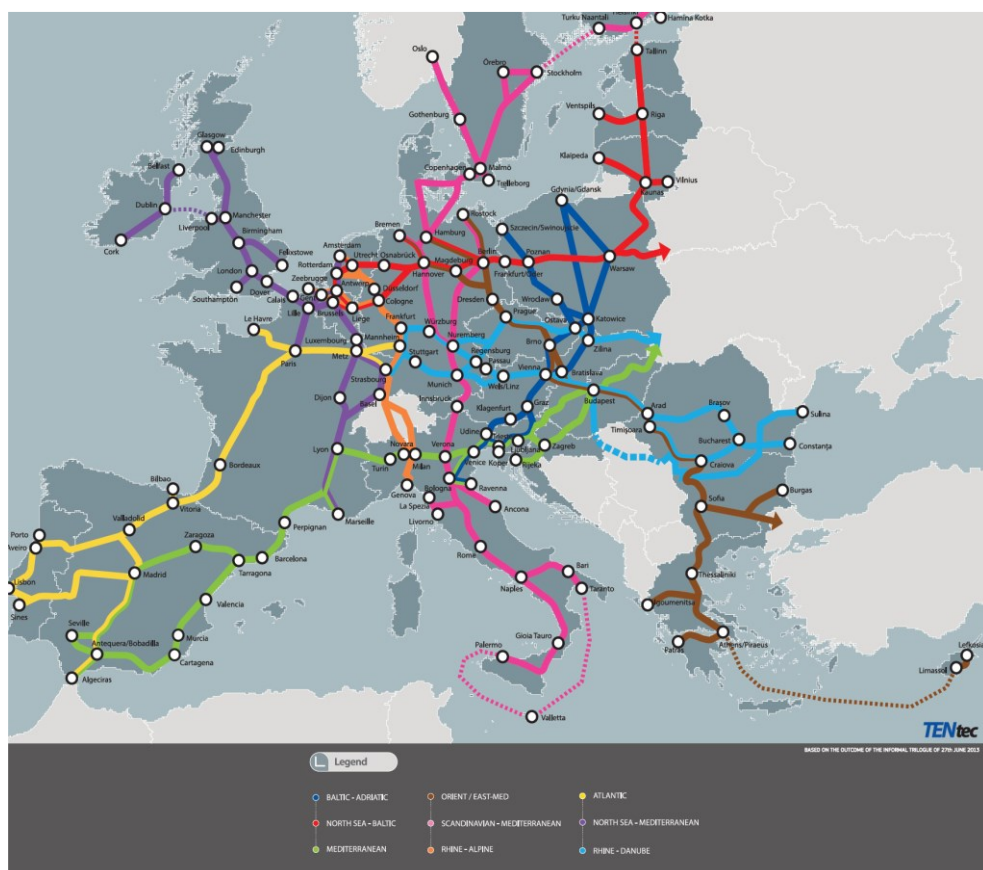 Turku Naantali
Hamina Kotka
Oslo
Örebro
Stockholm
Tallinn
Ventspils
Riga
Gothenburg
Glasgow
Edinburgh
Klaipeda
Belfast
Copenhagen
Malmö
Trelleborg
Vilnius
Kaunas
Gdynia/Gdansk
Dublin
Liverpool
Manchester
Rostock
Szczecin/Swinoujscie
Cork
Birmingham
Bremen
Hamburg
Felixstowe
Amsterdam
Utrecht
Osnabrück
Magdeburg
Berlin
Poznan
Warsaw
London
Rotterdam
Hannover
Frankfurt/Oder
Zeebrugge
Antwerp
Düsseldorf
Southampton
Dover
Calais
Gent
Cologne
Dresden
Wroclaw
Lille
Brussels
Liège
Le Havre
Frankfurt
Prague
Katowice
Luxembourg
Mannheim
Würzburg
Ostava
Paris
Metz
Stuttgart
Nuremberg
Regensburg
Brno
Zilina
Strasbourg
Passau
Vienna
Munich
Wels/Linz
Bratislava
Dijon
Basel
Innsbruck
Klagenfurt
Graz
Budapest
Arad
Braşov
Sulina
Udine
Timişoara
Lyon
Novara
Verona
Ljubljana
Zagreb
Bucharest
Constanţa
Turin
Milan
Venice
Koper
Rijeka
Craiova
Bordeaux
Genova
Bologna
Ravenna
Bilbao
La Spezia
Burgas
Vitoria
Marseille
Livorno
Ancona
Sofia
Valladolid
Perpignan
Porto
Zaragoza
Aveiro
Roma
Barcelona
Madrid
Tarragona
Bari
Thessaliniki
Lisbon
Naples
Taranto
Sines
Valencia
Igoumenitsa
Seville
Murcia
Gioia Tauro
Antequera/Bobadilla
Palermo
Patras
Athens/Piraeus
Cartagena
Lefkosia
Algeciras
Limassol
Valletta
TENtec
BASED ON THE OUTCOME OF THE INFORMAL TRILOGUE OF 27th JUNE 2013
Legend
BALTIC - ADRIATIC
ORIENT / EAST-MED
ATLANTIC
NORTH SEA - BALTIC
SCANDINAVIAN - MEDITERRANEAN
NORTH SEA - MEDITERRANEAN
MEDITERRANEAN
RHINE - ALPINE
RHINE - DANUBE